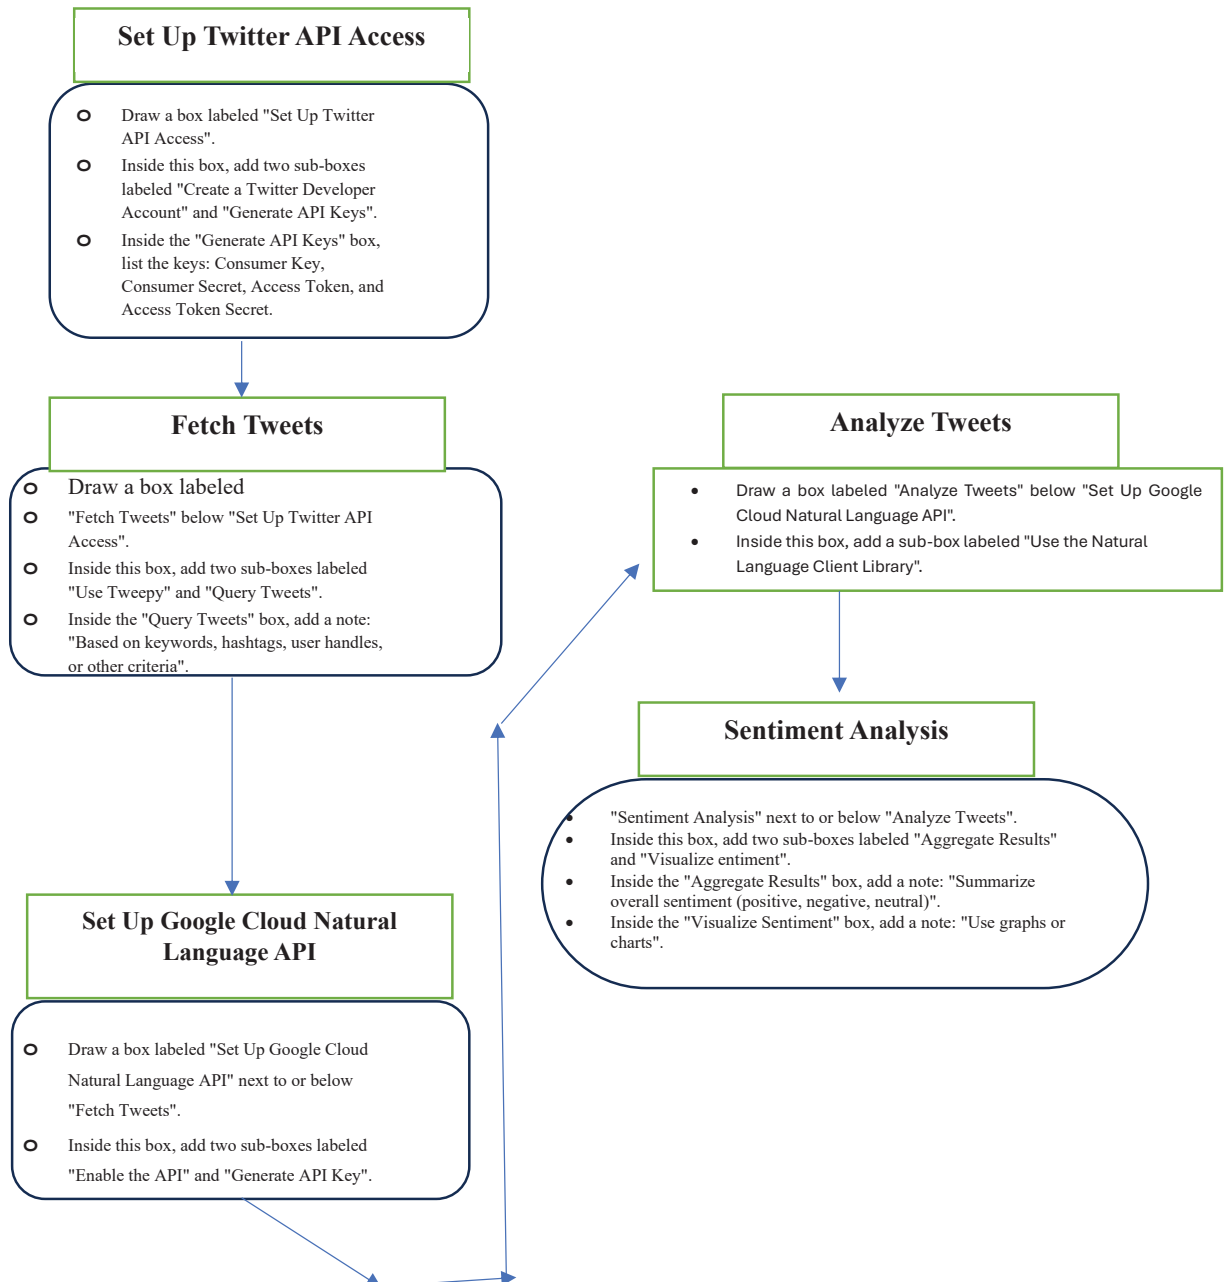 Set Up Twitter API Access
o Draw a box labeled "Set Up Twitter
API Access".
o Inside this box, add two sub-boxes
labeled "Create a Twitter Developer
Account" and "Generate API Keys".
o Inside the "Generate API Keys" box,
list the keys: Consumer Key,
Consumer Secret, Access Token, and
Access Token Secret.
Fetch Tweets
o Draw a box labeled
o "Fetch Tweets" below "Set Up Twitter API
Access".
o Inside this box, add two sub-boxes labeled
"Use Tweepy" and "Query Tweets".
o Inside the "Query Tweets" box, add a note:
"Based on keywords, hashtags, user handles,
or other criteria".
Set Up Google Cloud Natural
Language API
o Draw a box labeled "Set Up Google Cloud
Natural Language API" next to or below
"Fetch Tweets".
o Inside this box, add two sub-boxes labeled
"Enable the API" and "Generate API Key".
Analyze Tweets
• Draw a box labeled "Analyze Tweets" below "Set Up Google
Cloud Natural Language API".
• Inside this box, add a sub-box labeled "Use the Natural
Language Client Library".
Sentiment Analysis
• "Sentiment Analysis" next to or below "Analyze Tweets".
• Inside this box, add two sub-boxes labeled "Aggregate Results"
and "Visualize entiment".
• Inside the "Aggregate Results" box, add a note: "Summarize
overall sentiment (positive, negative, neutral)".
• Inside the "Visualize Sentiment" box, add a note: "Use graphs or
charts".